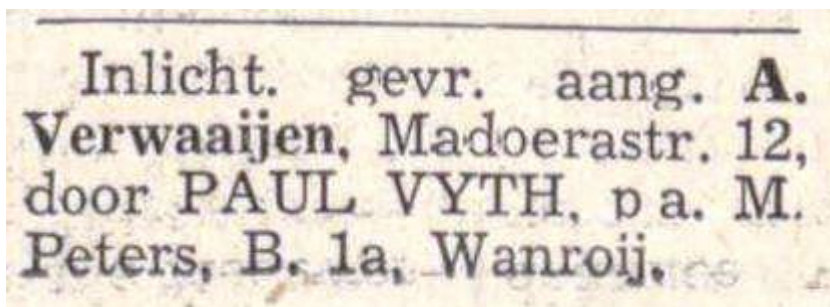 Inlicht. gevr. aang. A.
Verwaaijen, Madoerastr. 12,
door PAUL VYTH, p a. M.
Peters, B. 1a, Wanroij.